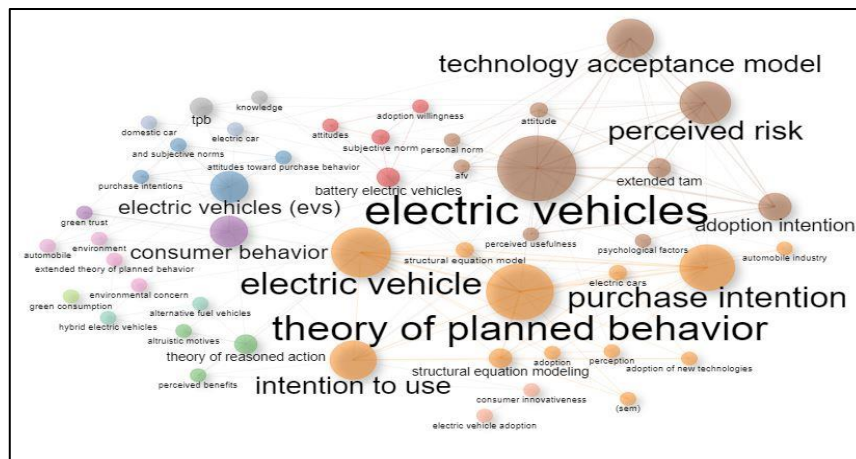 technology acceptance model
knowledge
tpb
adoption willingness
perceived risk
domestic car
electric car
attitudes
subjective norm
attitude
personal norm
and subjective norms
attitudes toward purchase behavior
afv
extended tam
purchase intentions
battery electric vehicles
electric vehicles (evs)
electric vehicles
adoption intention
green trust
perceived usefulness
psychological factors
automobile
environment
consumer behavior
structural equation model
automobile industry
extended theory of planned behavior
electric vehicle
electric cars
purchase intention
environmental concern
green consumption
alternative fuel vehicles
hybrid electric vehicles
theory of planned behavior
altruistic motives
theory of reasoned action
adoption
perception
structural equation modeling
adoption of new technologies
perceived benefits
intention to use
consumer innovativeness
(sem)
electric vehicle adoption